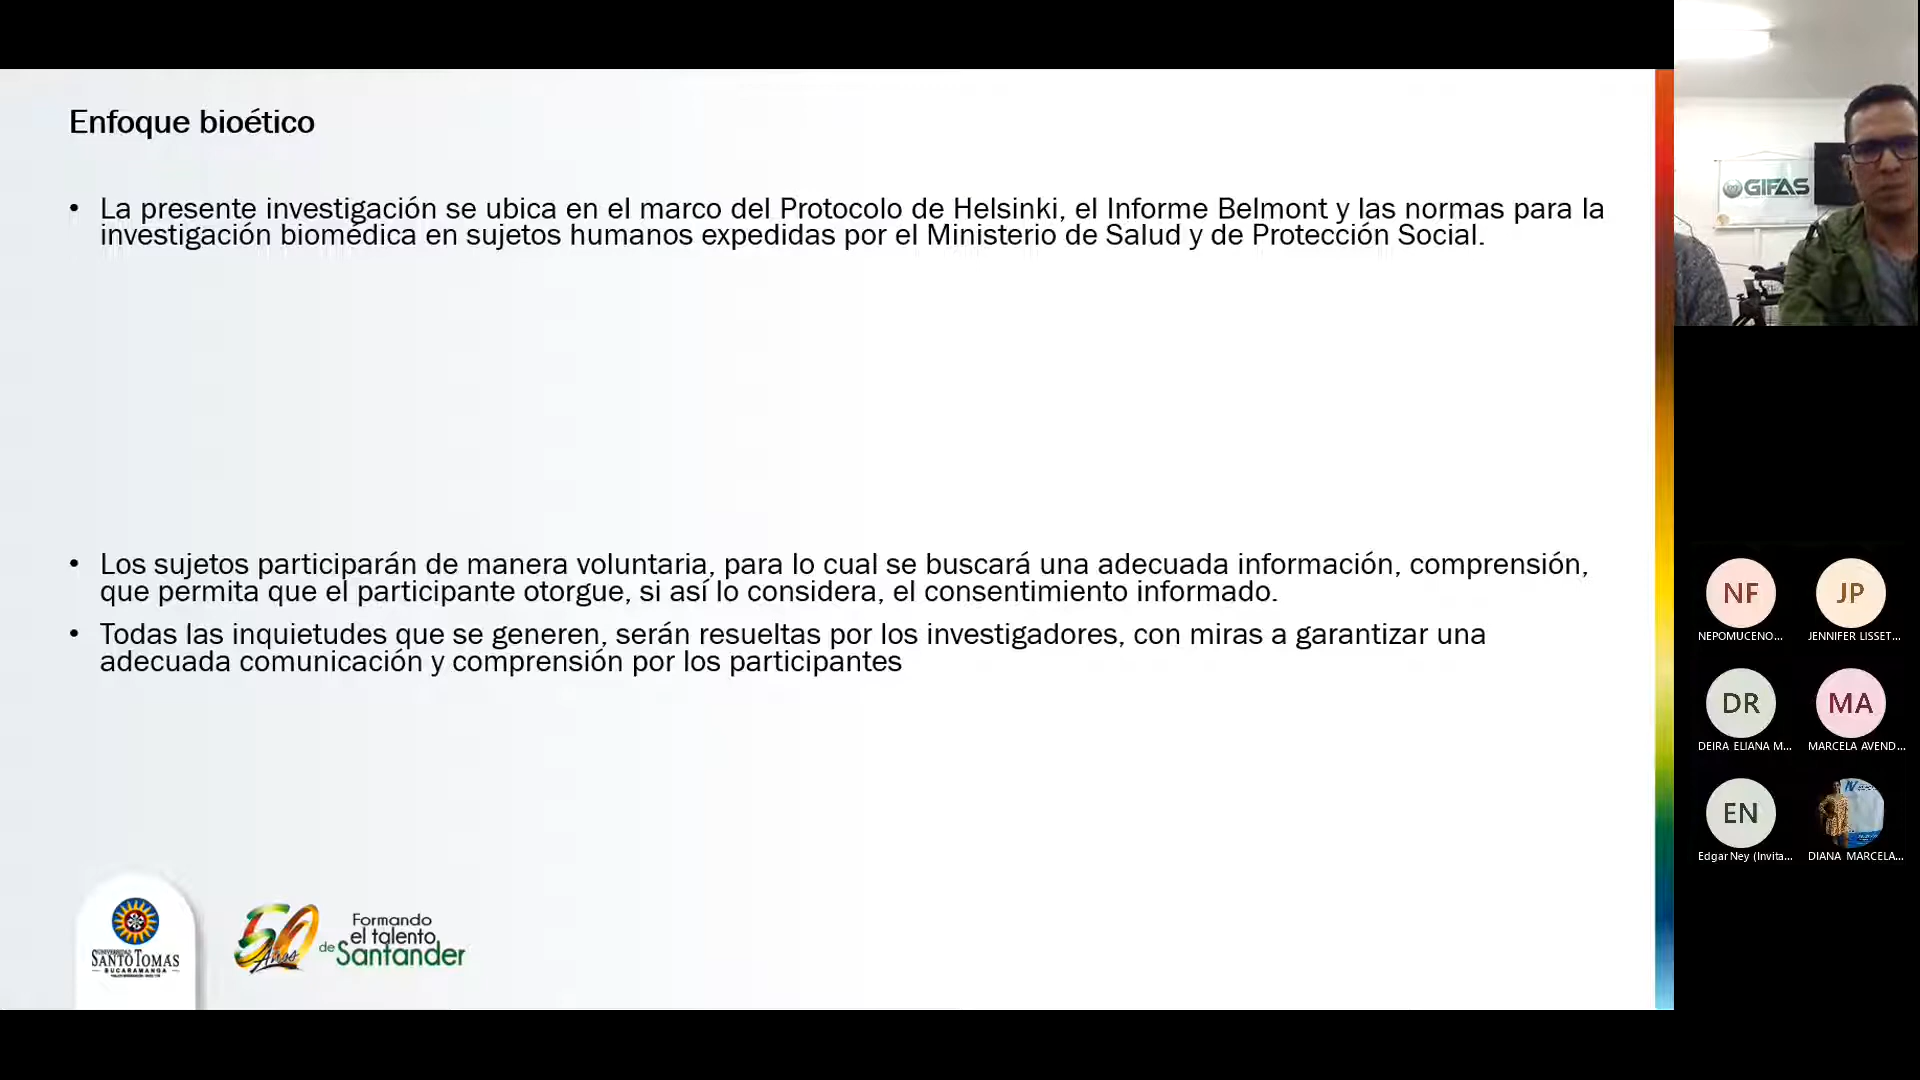 Enfoque bioético
• La presente investigación se ubica en el marco del Protocolo de Helsinki, el Informe Belmont y las normas para la
investigación biomédica en sujetos humanos expedidas por el Ministerio de Salud y de Protección Social.
• Los sujetos participarán de manera voluntaria, para lo cual se buscará una adecuada información, comprensión,
que permita que el participante otorgue, si así lo considera, el consentimiento informado.
• Todas las inquietudes que se generen, serán resueltas por los investigadores, con miras a garantizar una
adecuada comunicación y comprensión por los participantes
UNIVERSIDAD
SANTO TOMAS
BUCARAMANGA
50
Años
Formando
el talento
de Santander
GIFAS
NF
NEPOMUCENO...
JP
JENNIFER LISSET...
DR
DEIRA ELIANA M...
MA
MARCELA AVEND...
EN
Edgar Ney (Invita...
DIANA MARCELA...